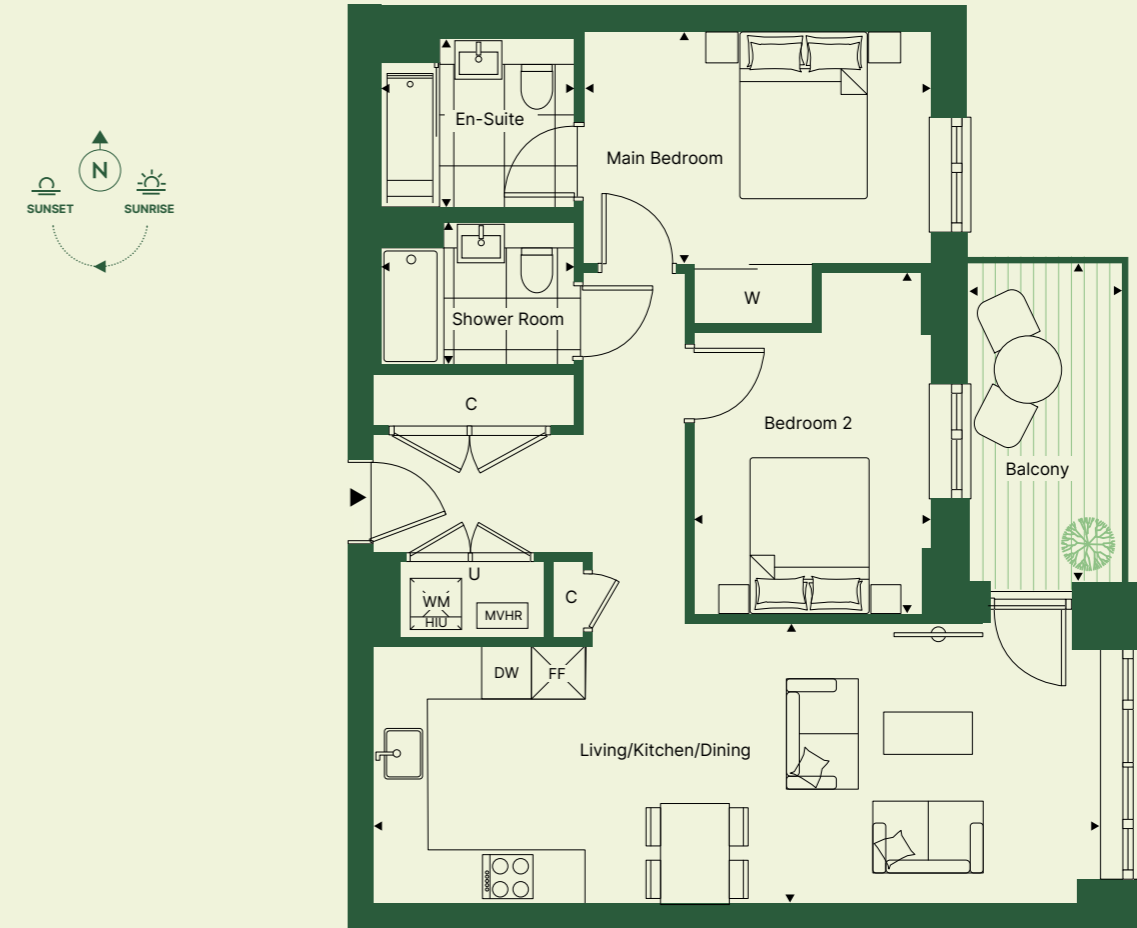 N
SUNSET
SUNRISE
En-Suite
Main Bedroom
W
Shower Room
C
Bedroom 2
Balcony
U
WM
HIU
MVHR
C
DW
FF
Living/Kitchen/Dining